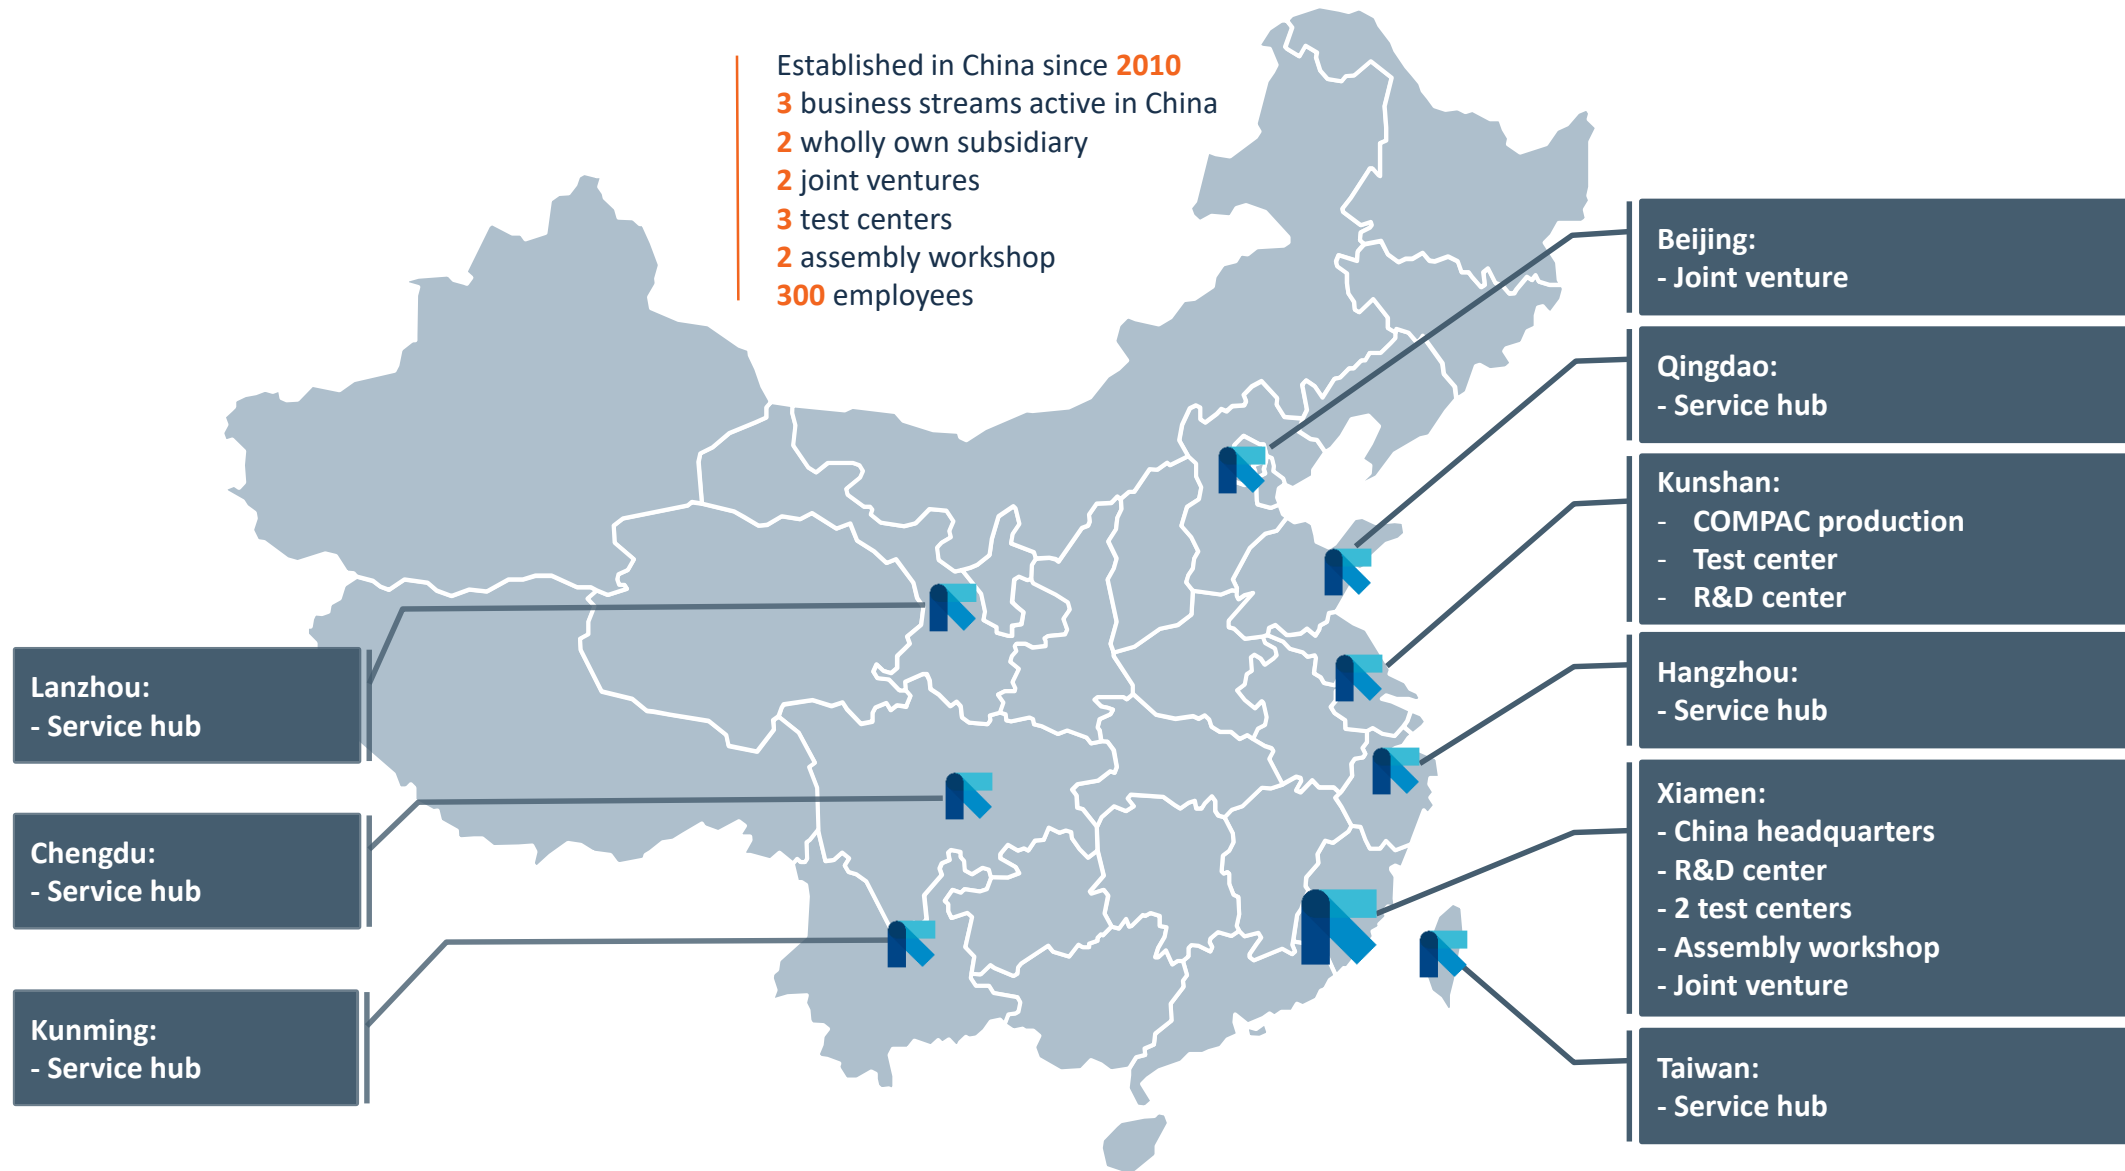 Established in China since 2010
3 business streams active in China
2 wholly own subsidiary
2 joint ventures
3 test centers
2 assembly workshop
300 employees
Beijing:
- Joint venture
Qingdao:
- Service hub
Kunshan:
- COMPAC production
- Test center
- R&D center
Hangzhou:
- Service hub
Xiamen:
- China headquarters
- R&D center
- 2 test centers
- Assembly workshop
- Joint venture
Taiwan:
- Service hub
Lanzhou:
- Service hub
Chengdu:
- Service hub
Kunming:
- Service hub